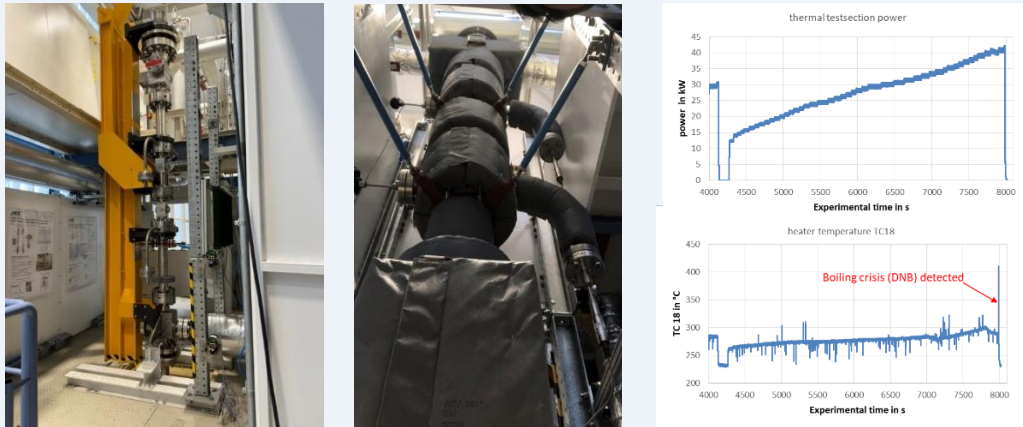 thermal testsection power
power in kW
45
40
35
30
25
20
15
10
5
0
4000 4500 5000 5500 6000 6500 7000 7500 8000
Experimental time in s
heater temperature TC18
TC 18 in °C
450
400
350
300
250
200
Boiling crisis (DNB) detected
4000 4500 5000 5500 6000 6500 7000 7500 8000
Experimental time in s